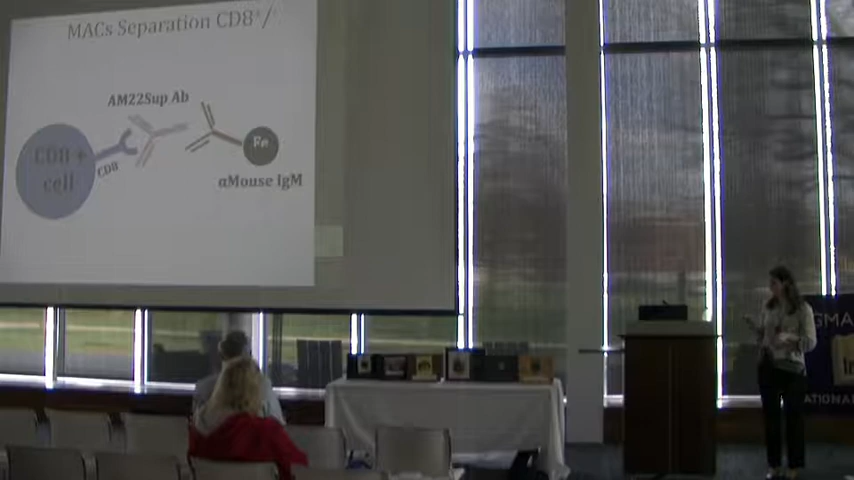 MACs Separation CD8⁺/
AM22Sup Ab
CD8 +
cell
CD8
Fe
αMouse IgM